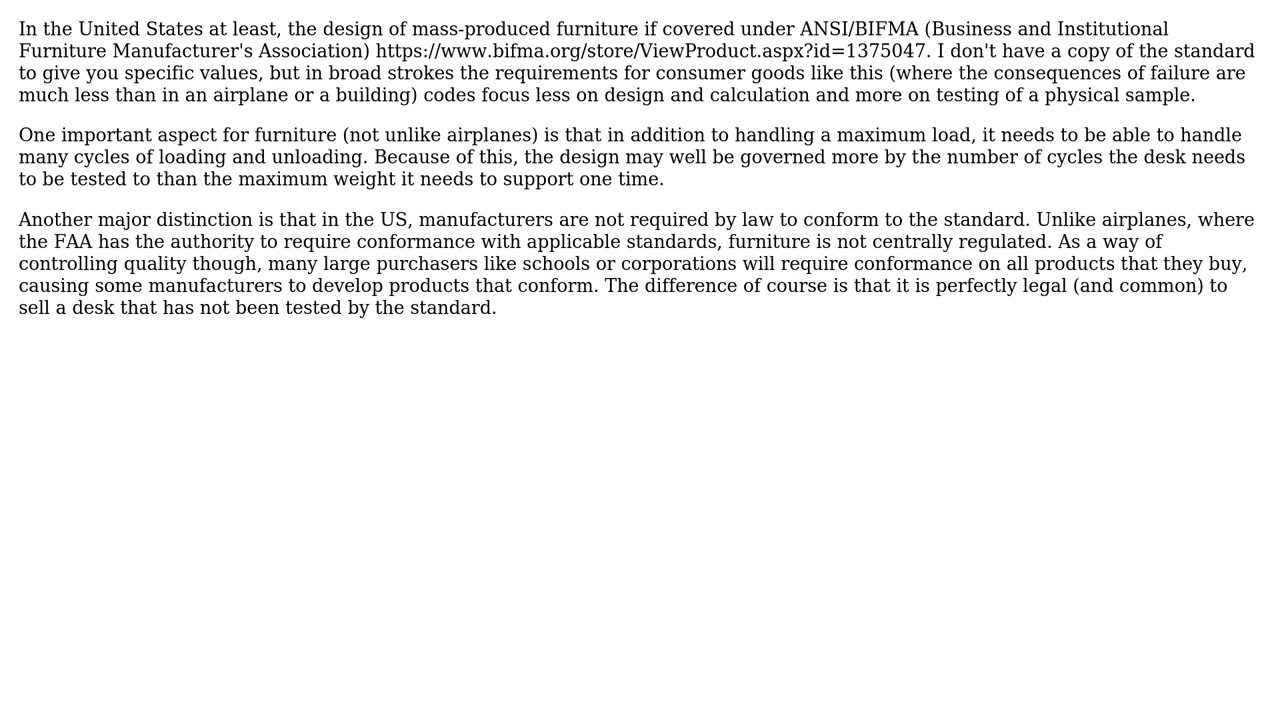 In the United States at least, the design of mass-produced furniture if covered under ANSI/BIFMA (Business and Institutional
Furniture Manufacturer's Association) https://www.bifma.org/store/ViewProduct.aspx?id=1375047. I don't have a copy of the standard
to give you specific values, but in broad strokes the requirements for consumer goods like this (where the consequences of failure are
much less than in an airplane or a building) codes focus less on design and calculation and more on testing of a physical sample.
One important aspect for furniture (not unlike airplanes) is that in addition to handling a maximum load, it needs to be able to handle
many cycles of loading and unloading. Because of this, the design may well be governed more by the number of cycles the desk needs
to be tested to than the maximum weight it needs to support one time.
Another major distinction is that in the US, manufacturers are not required by law to conform to the standard. Unlike airplanes, where
the FAA has the authority to require conformance with applicable standards, furniture is not centrally regulated. As a way of
controlling quality though, many large purchasers like schools or corporations will require conformance on all products that they buy,
causing some manufacturers to develop products that conform. The difference of course is that it is perfectly legal (and common) to
sell a desk that has not been tested by the standard.